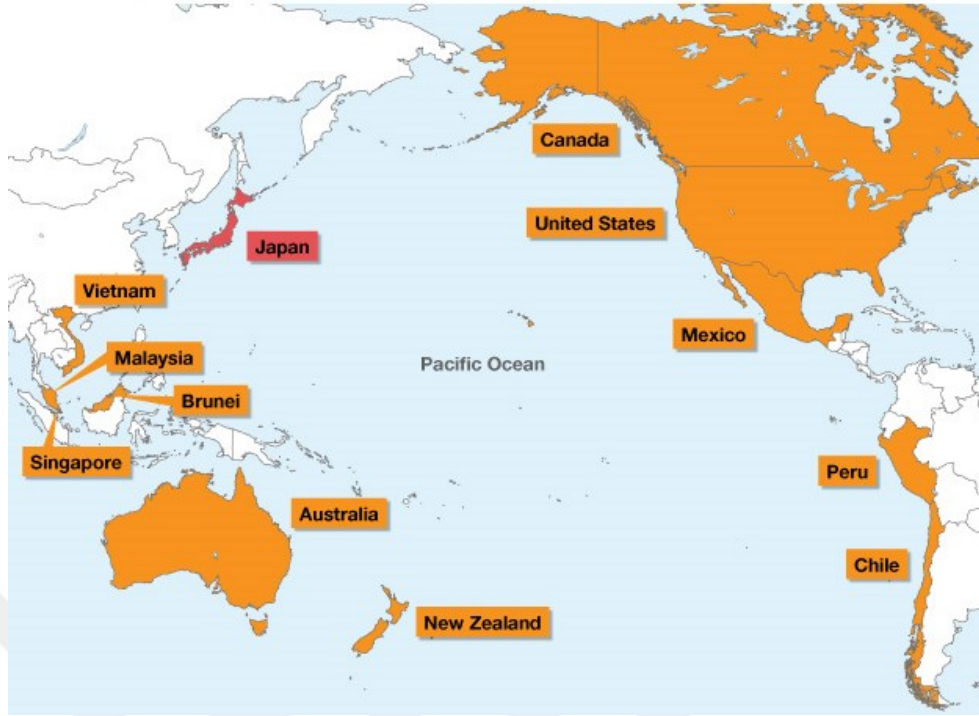 Canada
United States
Japan
Vietnam
Mexico
Malaysia
Pacific Ocean
Brunei
Singapore
Peru
Australia
Chile
New Zealand